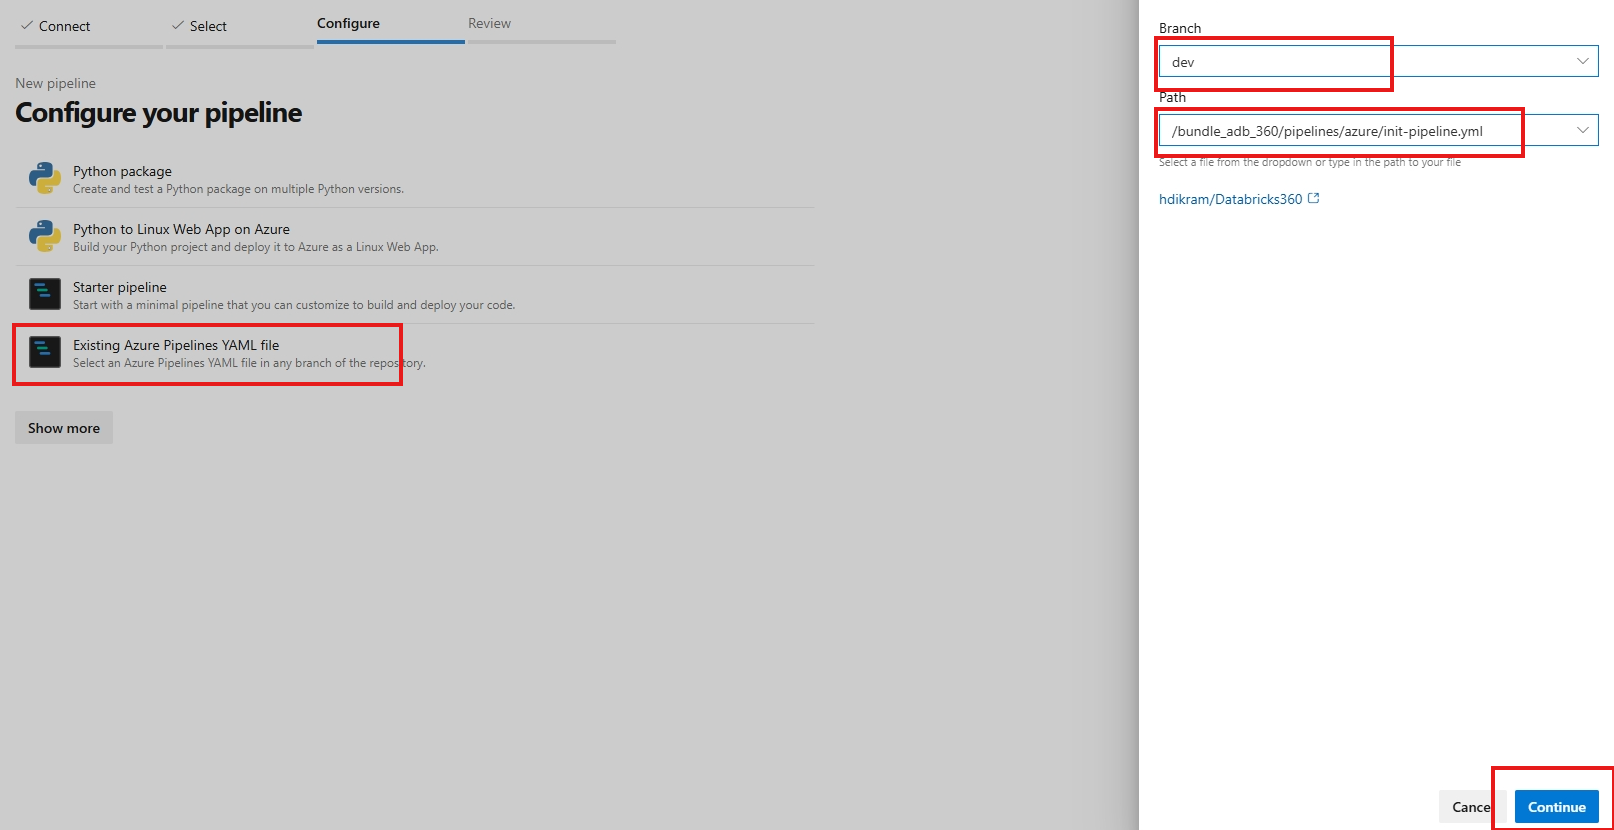 Connect
Select
Configure
Review
New pipeline
Configure your pipeline
Python package
Create and test a Python package on multiple Python versions.
Python to Linux Web App on Azure
Build your Python project and deploy it to Azure as a Linux Web App.
Starter pipeline
Start with a minimal pipeline that you can customize to build and deploy your code.
Existing Azure Pipelines YAML file
Select an Azure Pipelines YAML file in any branch of the repository.
Show more
Branch
dev
Path
/bundle_adb_360/pipelines/azure/init-pipeline.yml
Select a file from the dropdown or type in the path to your file
hdikram/Databricks360
Cancel
Continue